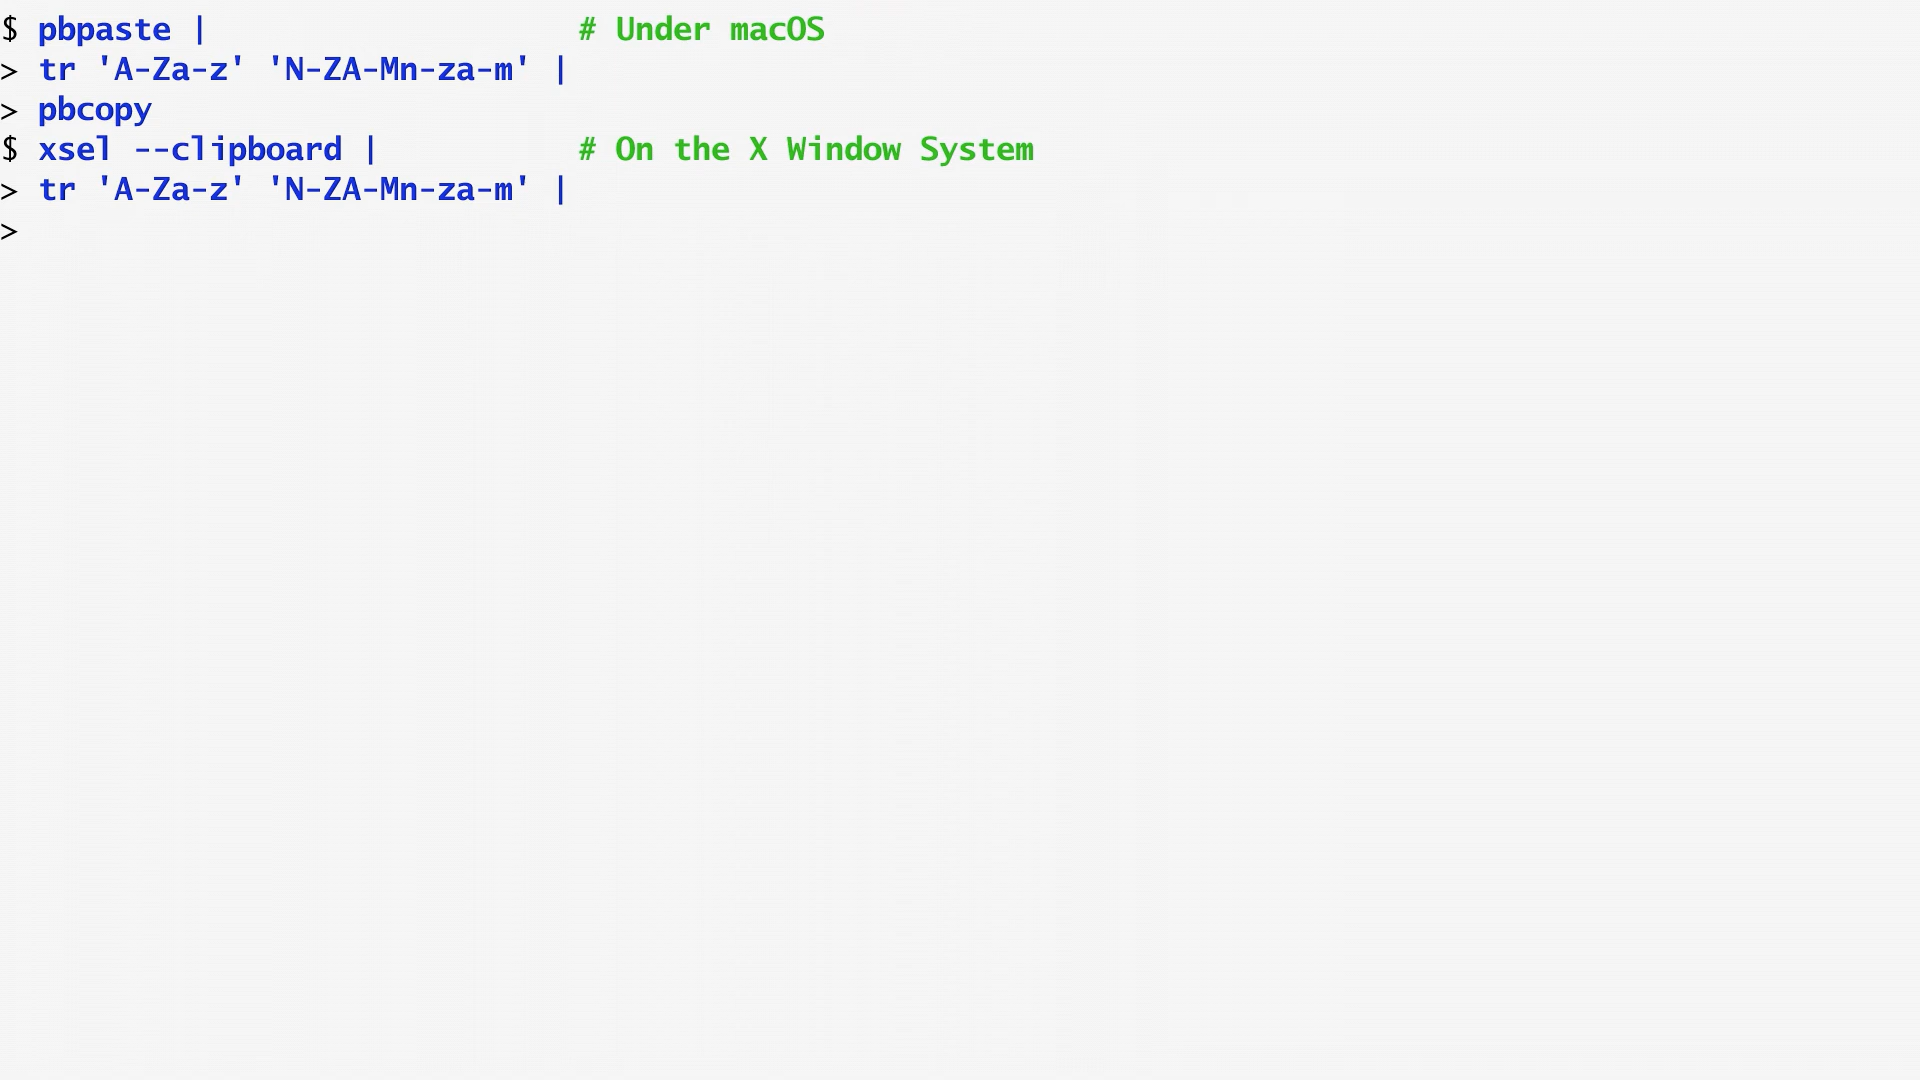 $ pbpaste |                    # Under macOS
> tr 'A-Za-z' 'N-ZA-Mn-za-m' |
> pbcopy
$ xsel --clipboard |           # On the X Window System
> tr 'A-Za-z' 'N-ZA-Mn-za-m' |
>